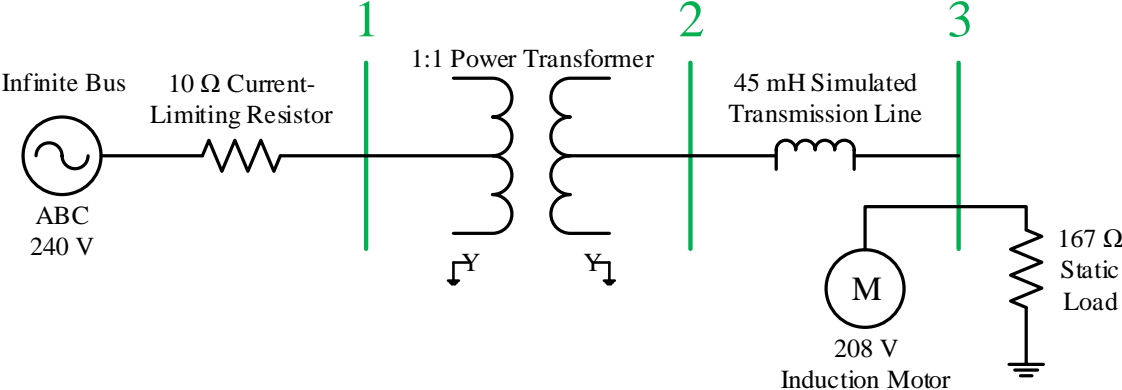 1
2
3
1:1 Power Transformer
Infinite Bus
10 Ω Current-
Limiting Resistor
45 mH Simulated
Transmission Line
ABC
240 V
Y
Y
167 Ω
Static
Load
M
208 V
Induction Motor